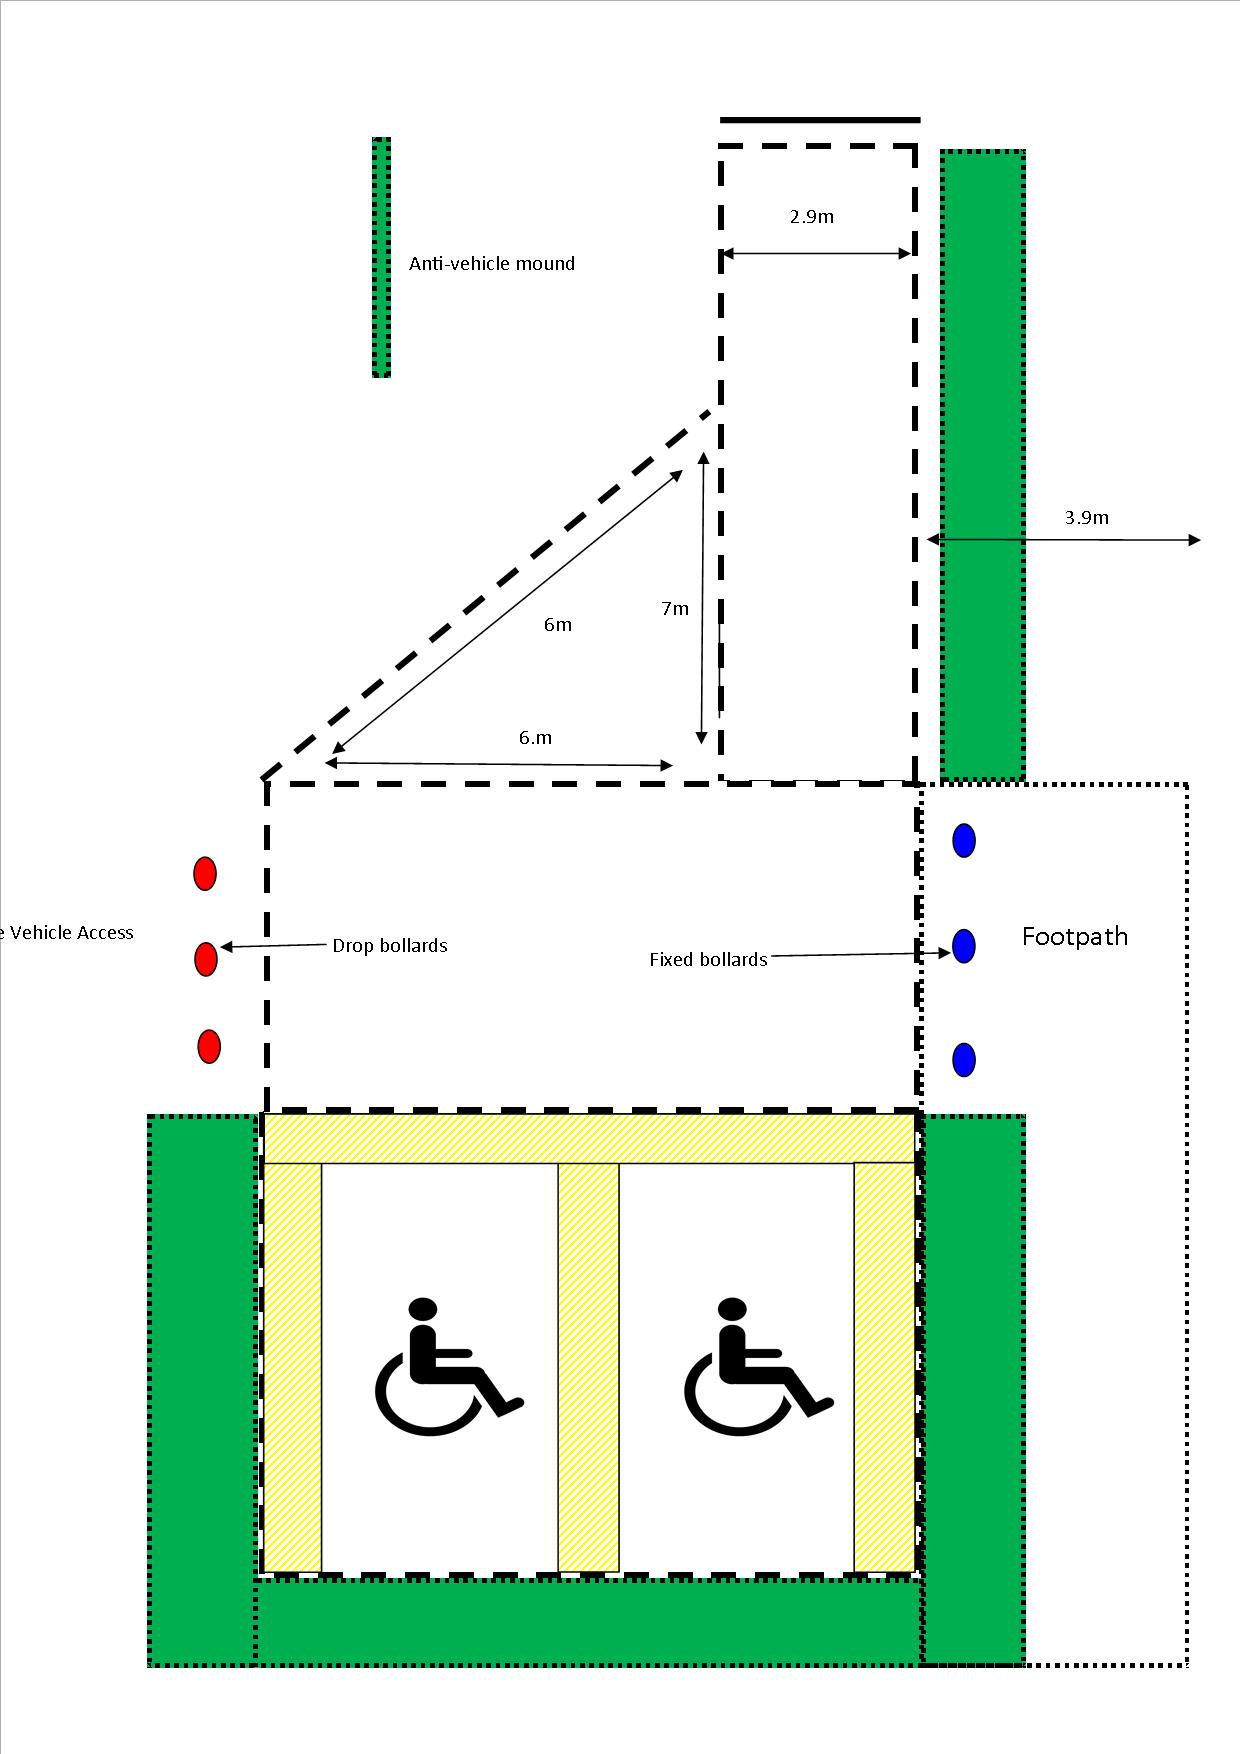 2.9m
Anti-vehicle mound
3.9m
7m
6m
6.m
e Vehicle Access
Drop bollards
Fixed bollards
Footpath